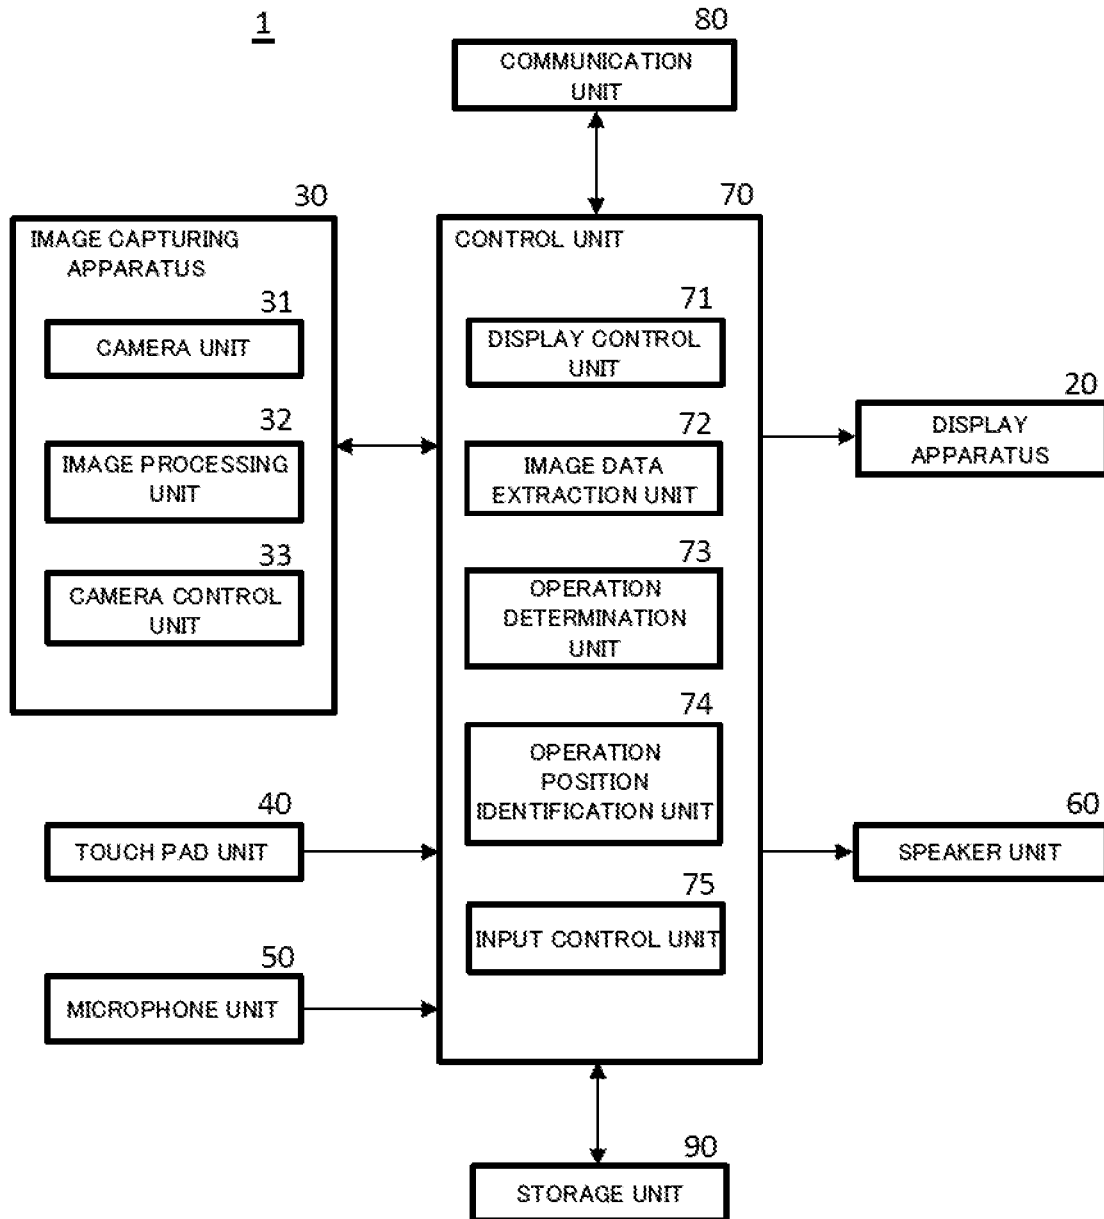 1
80
COMMUNICATION
UNIT
30
IMAGE CAPTURING
APPARATUS
31
CAMERA UNIT
32
IMAGE PROCESSING
UNIT
33
CAMERA CONTROL
UNIT
70
CONTROL UNIT
71
DISPLAY CONTROL
UNIT
72
IMAGE DATA
EXTRACTION UNIT
73
OPERATION
DETERMINATION
UNIT
74
OPERATION
POSITION
IDENTIFICATION UNIT
75
INPUT CONTROL UNIT
20
DISPLAY
APPARATUS
40
TOUCH PAD UNIT
60
SPEAKER UNIT
50
MICROPHONE UNIT
90
STORAGE UNIT